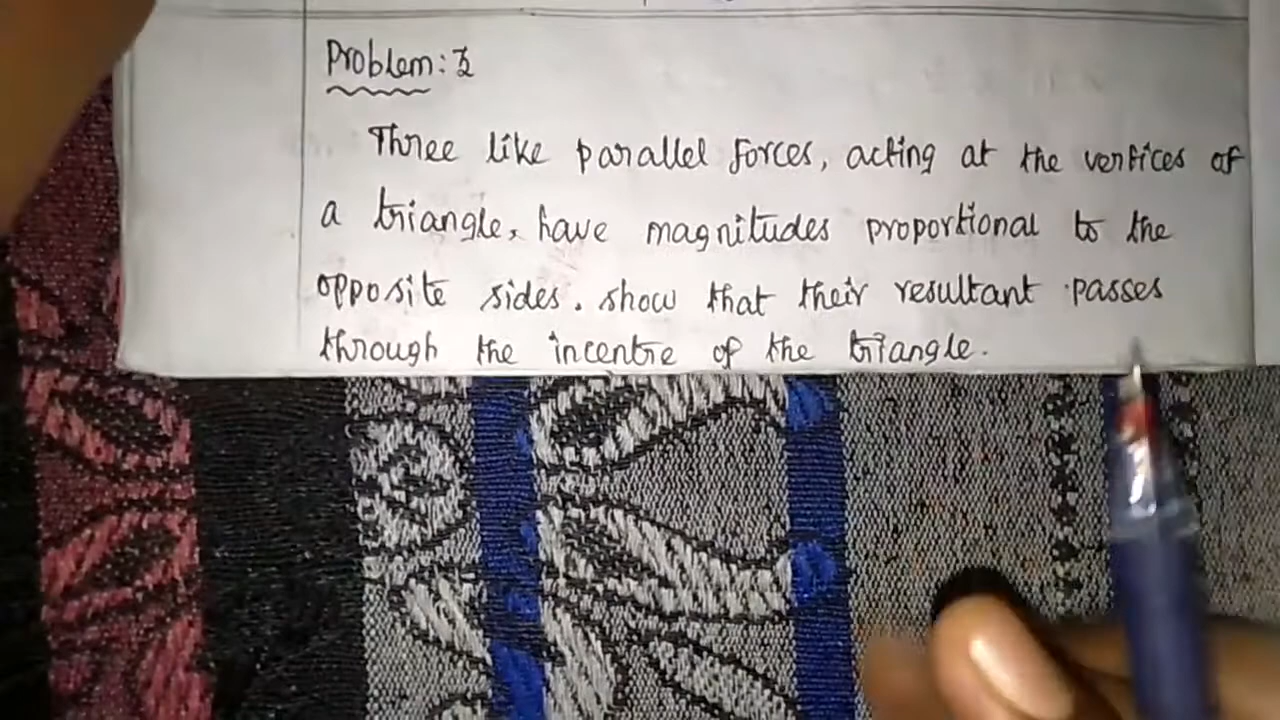 Problem:
Three like parallel forces, acting at the vertices of
a triangle, have magnitudes proportional to the
opposite sides. show that their resultant passes
through the incentre of the triangle.